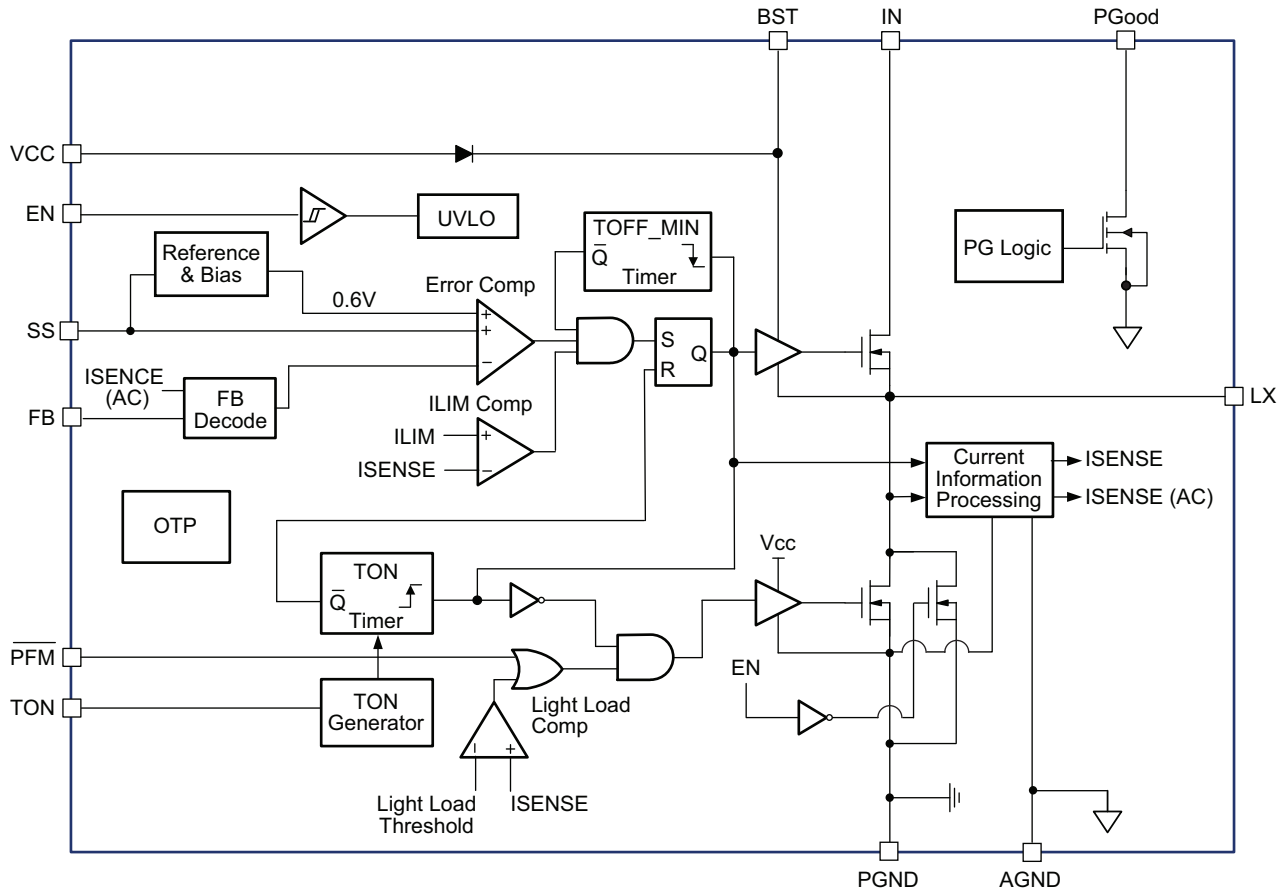 BST
IN
PGood
VCC
EN
UVLO
TOFF_MIN
Q̅
Timer
Reference
& Bias
PG Logic
Error Comp
0.6V
+
+
−
SS
S
Q
R
ISENCE
(AC)
FB
Decode
FB
ILIM Comp
ILIM
+
ISENSE
−
LX
Current
Information
Processing
ISENSE
ISENSE (AC)
OTP
Vcc
TON
Q̅
Timer
P̅F̅M̅
EN
TON
TON
Generator
Light Load
Comp
−
+
Light Load
Threshold
ISENSE
PGND
AGND